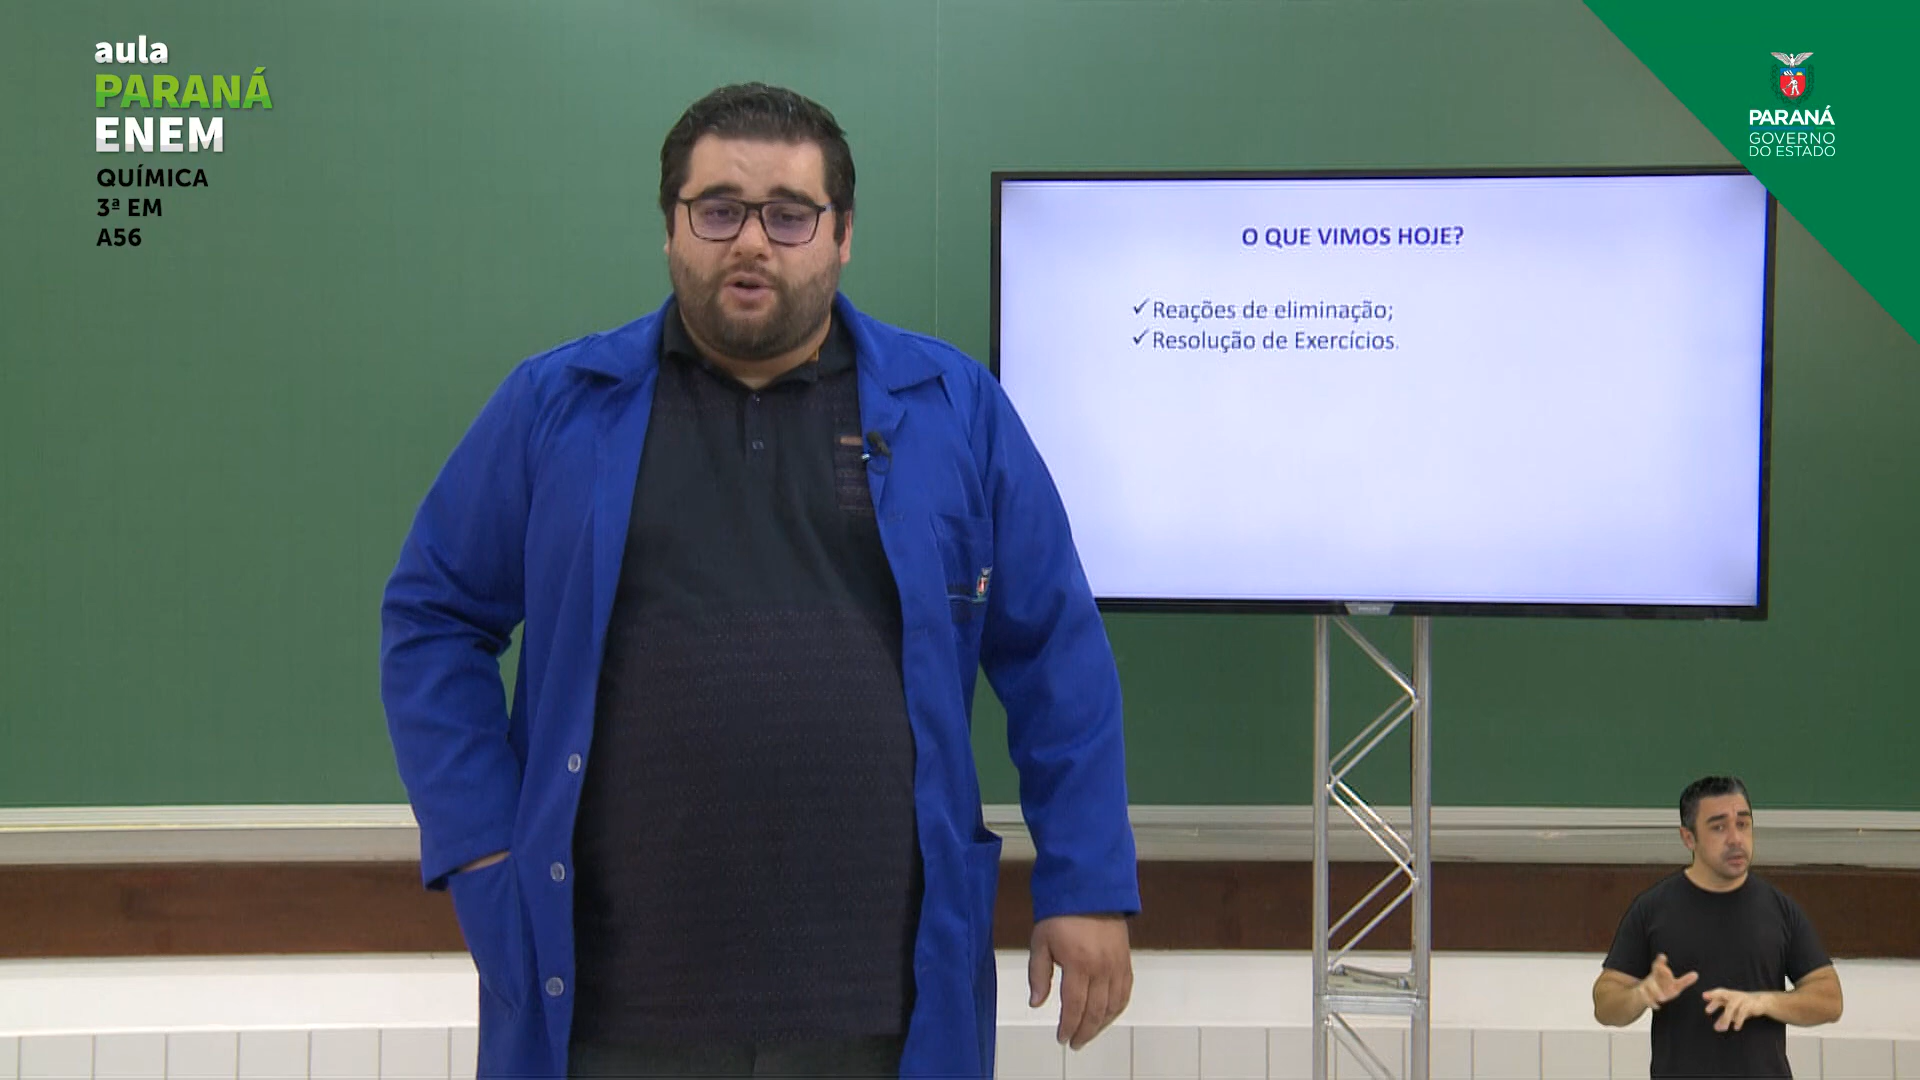 aula
PARANÁ
ENEM
QUÍMICA
3ª EM
A56
PARANÁ
GOVERNO
DO ESTADO
O QUE VIMOS HOJE?
✓ Reações de eliminação;
✓ Resolução de Exercícios.
PHILIPS